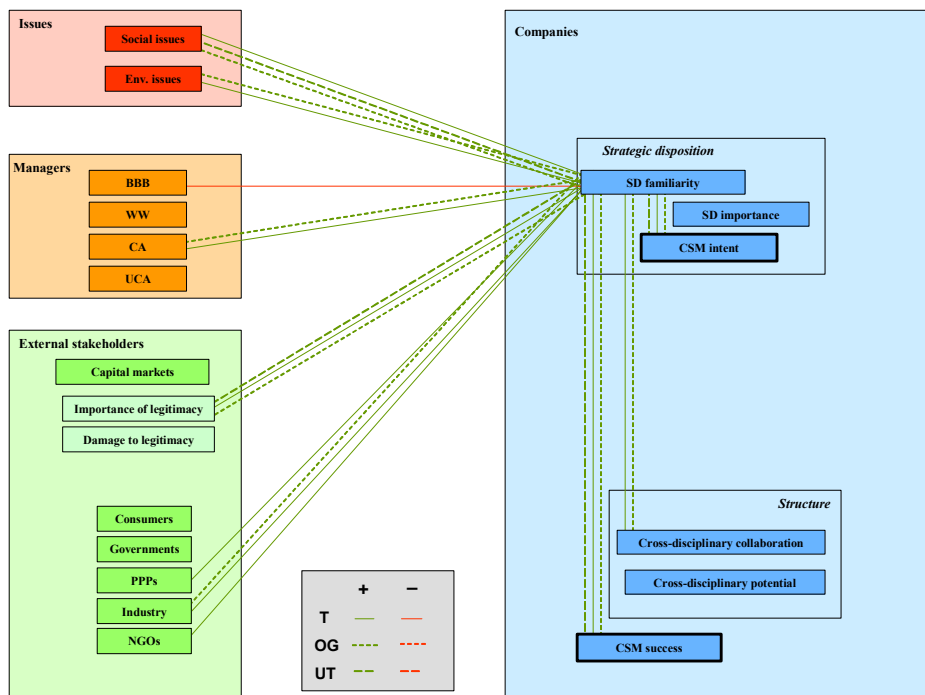 Issues
Social issues
Env. issues
Managers
BBB
WW
CA
UCA
External stakeholders
Capital markets
Importance of legitimacy
Damage to legitimacy
Consumers
Governments
PPPs
Industry
NGOs
+ −
T
OG
UT
Companies
Strategic disposition
SD familiarity
SD importance
CSM intent
Structure
Cross-disciplinary collaboration
Cross-disciplinary potential
CSM success